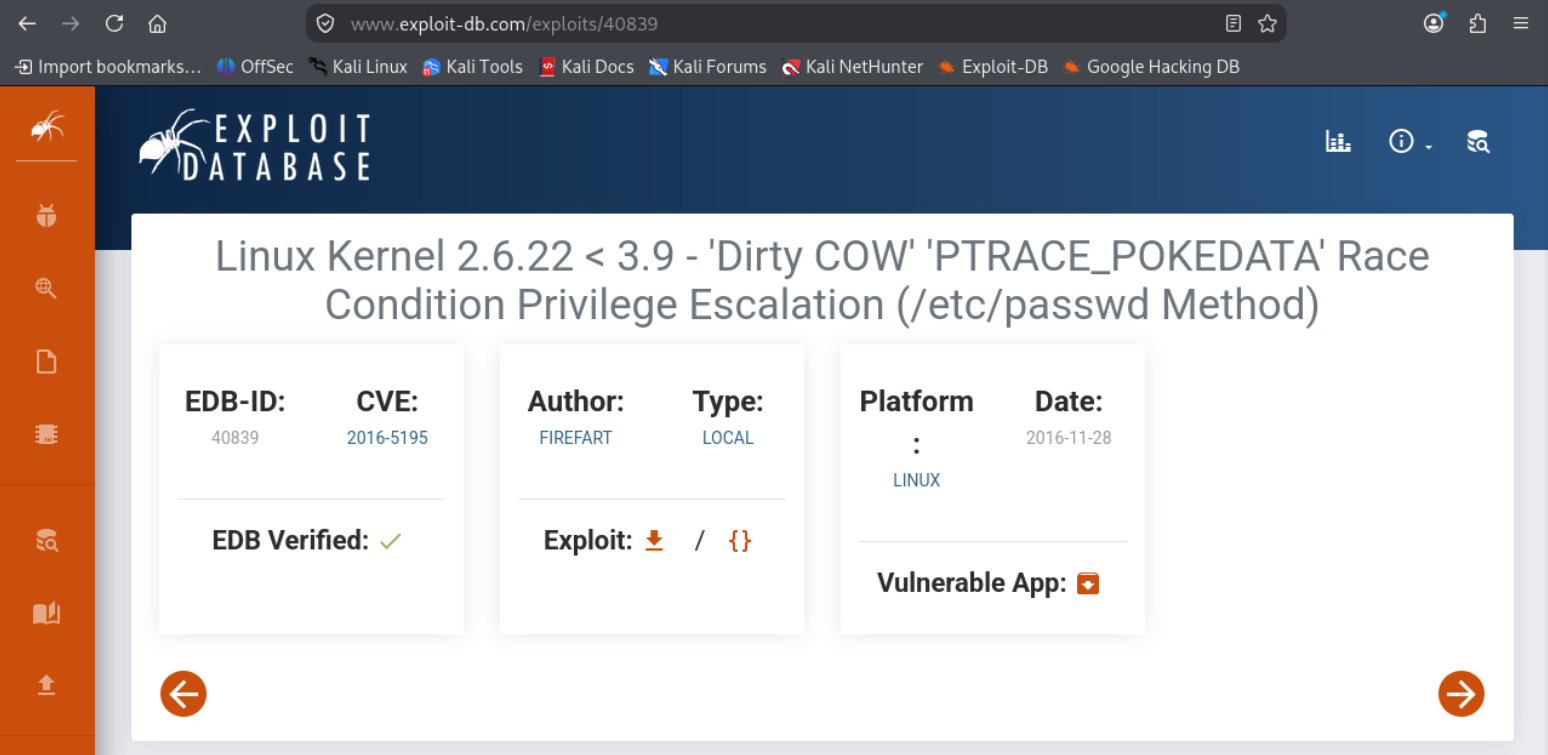 www.exploit-db.com/exploits/40839
Import bookmarks... OffSec Kali Linux Kali Tools Kali Docs Kali Forums Kali NetHunter Exploit-DB Google Hacking DB
EXPLOIT
DATABASE
Linux Kernel 2.6.22 < 3.9 - 'Dirty COW' 'PTRACE_POKEDATA' Race
Condition Privilege Escalation (/etc/passwd Method)
EDB-ID:
40839
CVE:
2016-5195
EDB Verified:
Author:
FIREFART
Type:
LOCAL
Exploit: / {}
Platform
:
LINUX
Date:
2016-11-28
Vulnerable App: